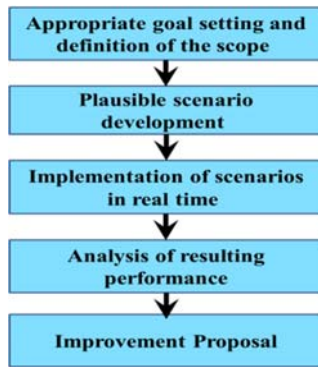 Appropriate goal setting and
definition of the scope
Plausible scenario
development
Implementation of scenarios
in real time
Analysis of resulting
performance
Improvement Proposal